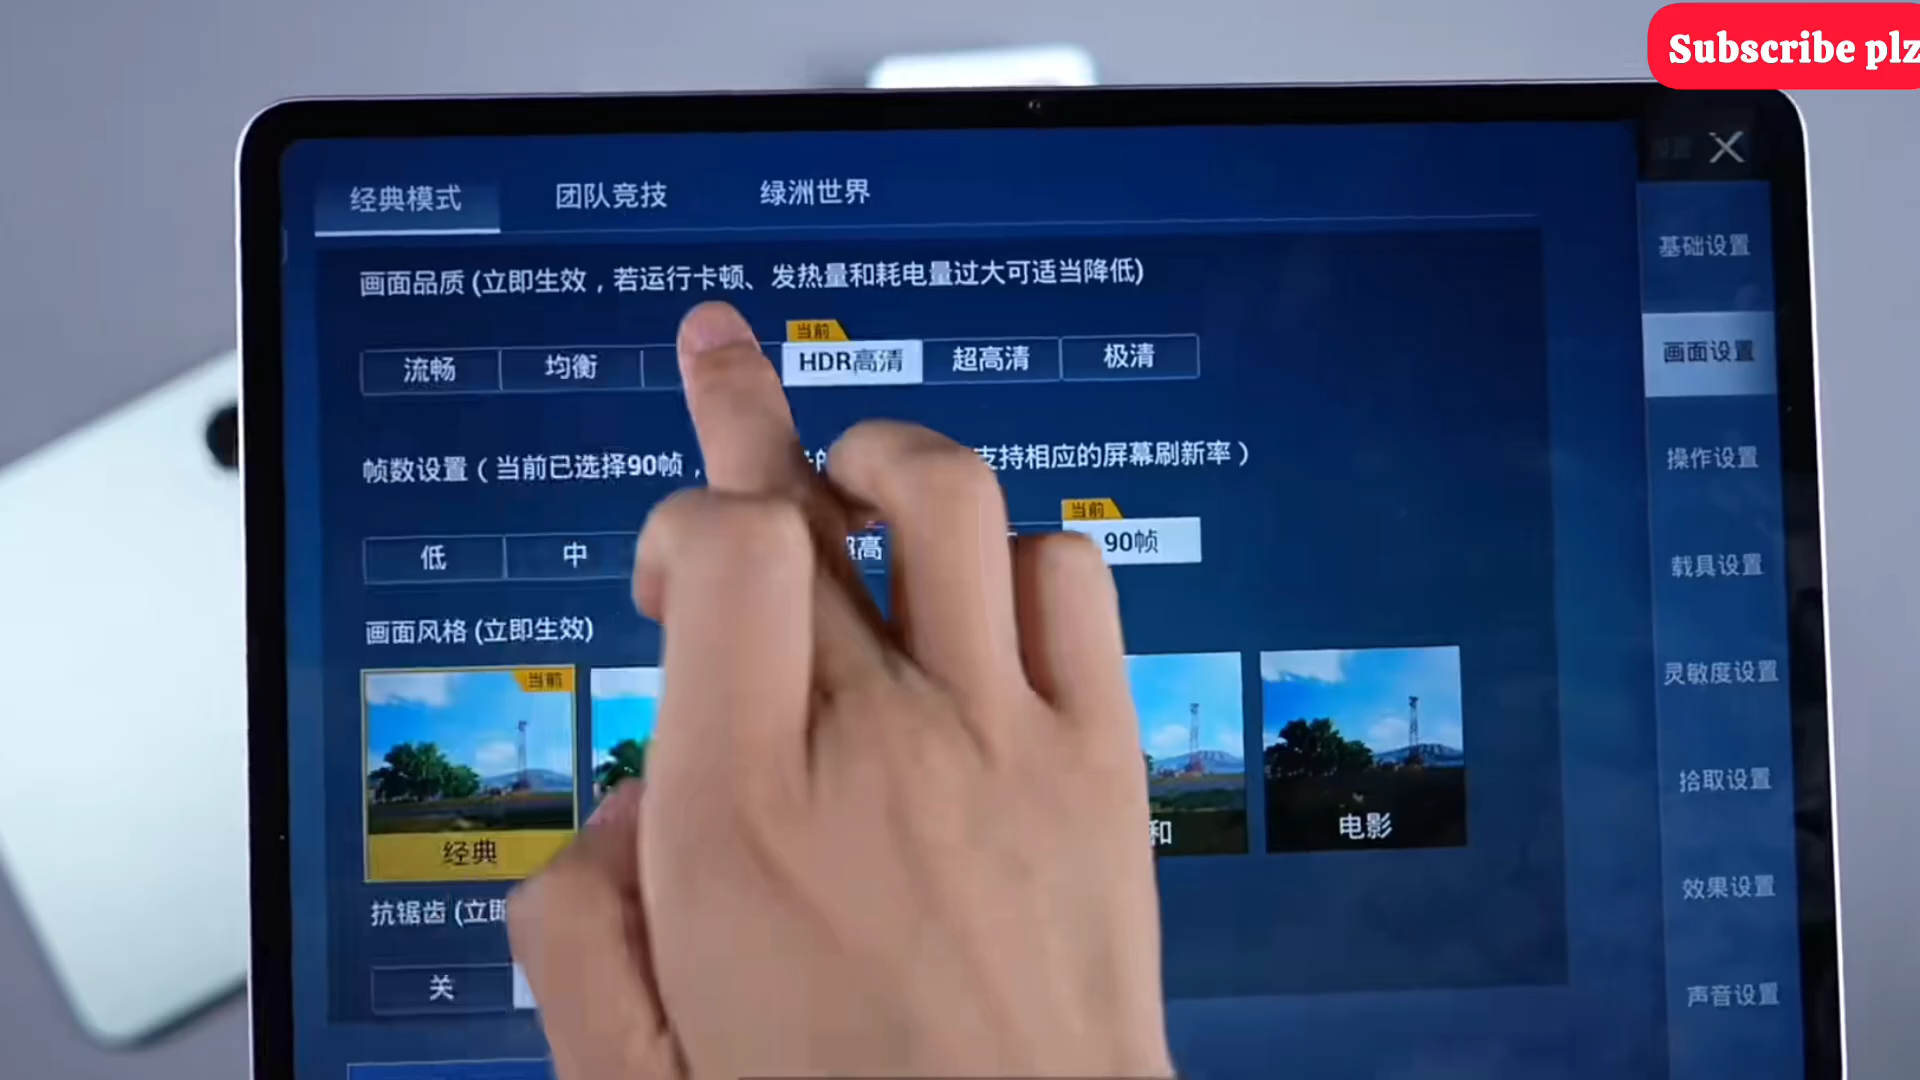 Subscribe plz
经典模式 团队竞技 绿洲世界
画面品质 (立即生效，若运行卡顿、发热量和耗电量过大可适当降低)
当前
流畅 均衡 HDR高清 超高清 极清
帧数设置（当前已选择90帧， 支持相应的屏幕刷新率）
当前
低 中 超高 90帧
画面风格 (立即生效)
当前
经典 和 电影
抗锯齿 (立即
关
基础设置
画面设置
操作设置
载具设置
灵敏度设置
拾取设置
效果设置
声音设置